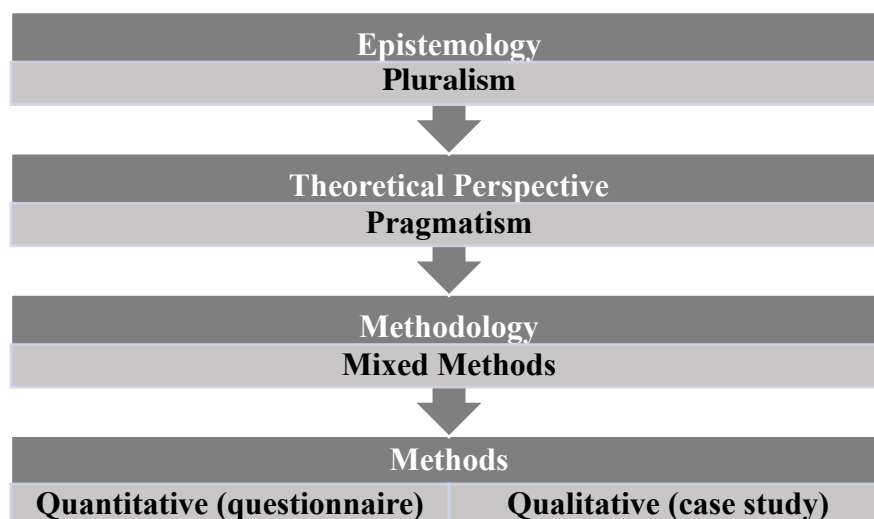 Epistemology
Pluralism
Theoretical Perspective
Pragmatism
Methodology
Mixed Methods
Methods
Quantitative (questionnaire) Qualitative (case study)